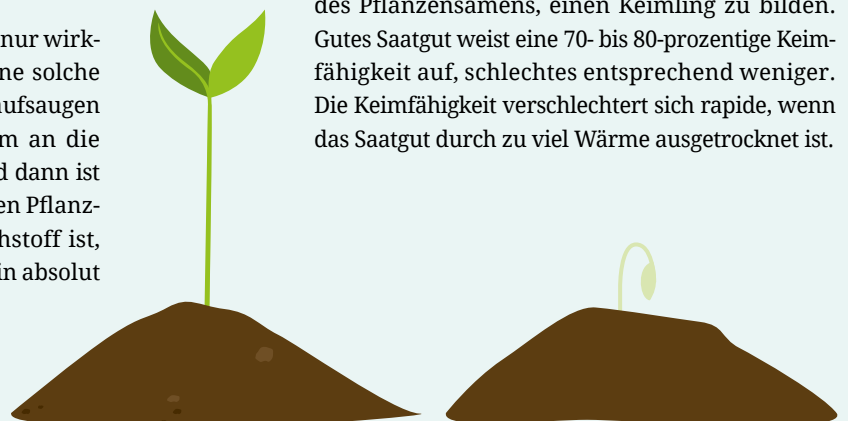 nur wirk-
ne solche
aufsaugen
m an die
d dann ist
en Pflanz-
hstoff ist,
in absolut
des Pflanzensamens, einen Keimling zu bilden.
Gutes Saatgut weist eine 70- bis 80-prozentige Keim-
fähigkeit auf, schlechtes entsprechend weniger.
Die Keimfähigkeit verschlechtert sich rapide, wenn
das Saatgut durch zu viel Wärme ausgetrocknet ist.